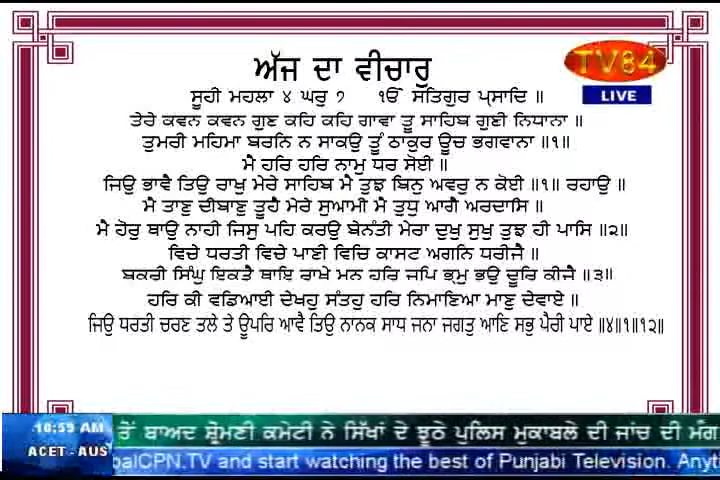 ਅੱਜ ਦਾ ਵੀਚਾਰੁ
TV84
LIVE
ਸੂਹੀ ਮਹਲਾ ੪ ਘਰੁ ੭ ੴ ਸਤਿਗੁਰ ਪ੍ਰਸਾਦਿ ॥
ਤੇਰੇ ਕਵਨ ਕਵਨ ਗੁਣ ਕਹਿ ਕਹਿ ਗਾਵਾ ਤੂ ਸਾਹਿਬ ਗੁਣੀ ਨਿਧਾਨਾ ॥
ਤੁਮਰੀ ਮਹਿਮਾ ਬਰਨਿ ਨ ਸਾਕਉ ਤੂੰ ਠਾਕੁਰ ਊਚ ਭਗਵਾਨਾ ॥੧॥
ਮੈ ਹਰਿ ਹਰਿ ਨਾਮੁ ਧਰ ਸੋਈ ॥
ਜਿਉ ਭਾਵੈ ਤਿਉ ਰਾਖੁ ਮੇਰੇ ਸਾਹਿਬ ਮੈ ਤੁਝ ਬਿਨੁ ਅਵਰੁ ਨ ਕੋਈ ॥੧॥ ਰਹਾਉ ॥
ਮੈ ਤਾਣੁ ਦੀਬਾਣੁ ਤੂਹੈ ਮੇਰੇ ਸੁਆਮੀ ਮੈ ਤੁਧੁ ਆਗੈ ਅਰਦਾਸਿ ॥
ਮੈ ਹੋਰੁ ਥਾਉ ਨਾਹੀ ਜਿਸੁ ਪਹਿ ਕਰਉ ਬੇਨੰਤੀ ਮੇਰਾ ਦੁਖੁ ਸੁਖੁ ਤੁਝ ਹੀ ਪਾਸਿ ॥੨॥
ਵਿਚੇ ਧਰਤੀ ਵਿਚੇ ਪਾਣੀ ਵਿਚਿ ਕਾਸਟ ਅਗਨਿ ਧਰੀਜੈ ॥
ਬਕਰੀ ਸਿੰਘੁ ਇਕਤੈ ਥਾਇ ਰਾਖੇ ਮਨ ਹਰਿ ਜਪਿ ਭ੍ਰਮੁ ਭਉ ਦੂਰਿ ਕੀਜੈ ॥੩॥
ਹਰਿ ਕੀ ਵਡਿਆਈ ਦੇਖਹੁ ਸੰਤਹੁ ਹਰਿ ਨਿਮਾਣਿਆ ਮਾਣੁ ਦੇਵਾਏ ॥
ਜਿਉ ਧਰਤੀ ਚਰਣ ਤਲੇ ਤੇ ਊਪਰਿ ਆਵੈ ਤਿਉ ਨਾਨਕ ਸਾਧ ਜਨਾ ਜਗਤੁ ਆਣਿ ਸਭੁ ਪੈਰੀ ਪਾਏ ॥੪॥੧॥੧੨॥
10:59 AM
ਤੋਂ ਬਾਅਦ ਸ਼੍ਰੋਮਣੀ ਕਮੇਟੀ ਨੇ ਸਿੱਖਾਂ ਦੇ ਝੂਠੇ ਪੁਲਿਸ ਮੁਕਾਬਲੇ ਦੀ ਜਾਂਚ ਦੀ ਮੰਗ
ACET - AUS
balCPN.TV and start watching the best of Punjabi Television. Anyti